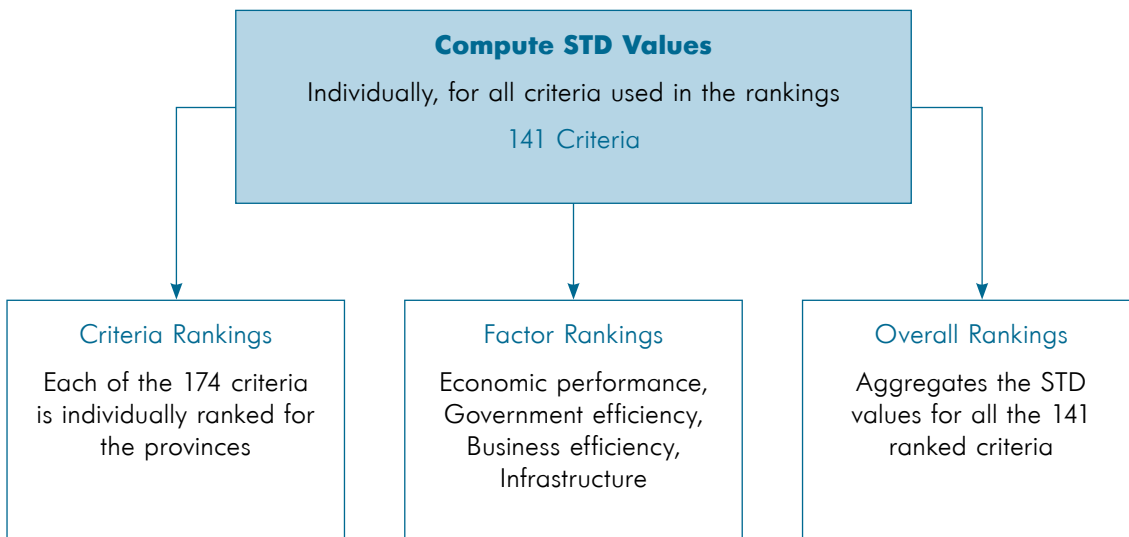 Compute STD Values
Individually, for all criteria used in the rankings
141 Criteria
Criteria Rankings
Each of the 174 criteria
is individually ranked for
the provinces
Factor Rankings
Economic performance,
Government efficiency,
Business efficiency,
Infrastructure
Overall Rankings
Aggregates the STD
values for all the 141
ranked criteria